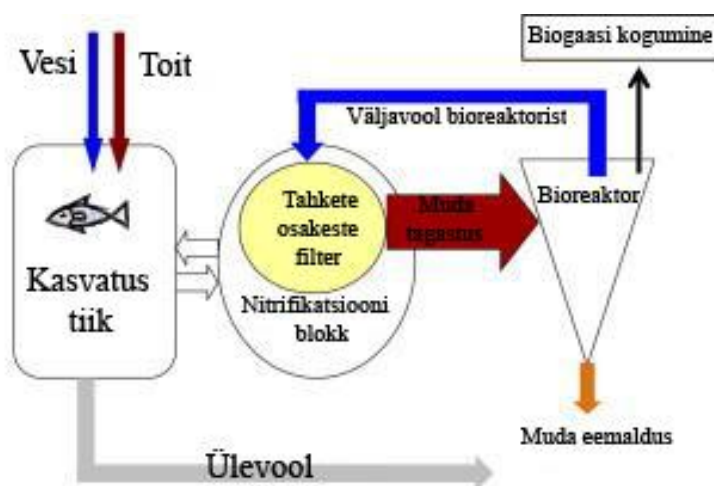 Biogaasi kogumine
Vesi
Toit
Väljavool bioreaktorist
Bioreaktor
Tahkete
osakeste
filter
Muda
tagastus
Kasvatus
tiik
Nitrifikatsiooni
blokk
Muda eemaldus
Ülevool